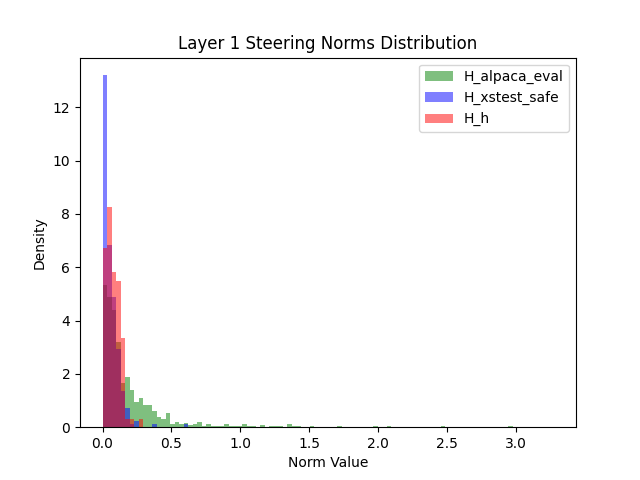 Layer 1 Steering Norms Distribution
H_alpaca_eval
H_xstest_safe
H_h
Density
12
10
8
6
4
2
0
0.0 0.5 1.0 1.5 2.0 2.5 3.0
Norm Value